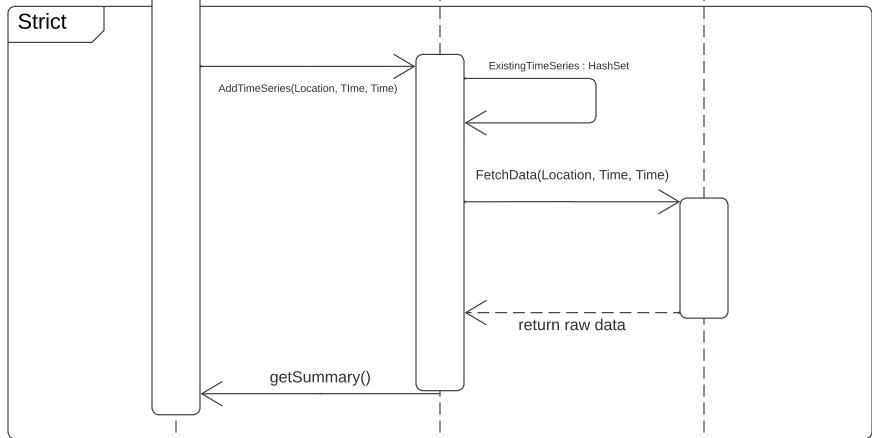 Strict
ExistingTimeSeries : HashSet
AddTimeSeries(Location, TIme, Time)
FetchData(Location, Time, Time)
return raw data
getSummary()